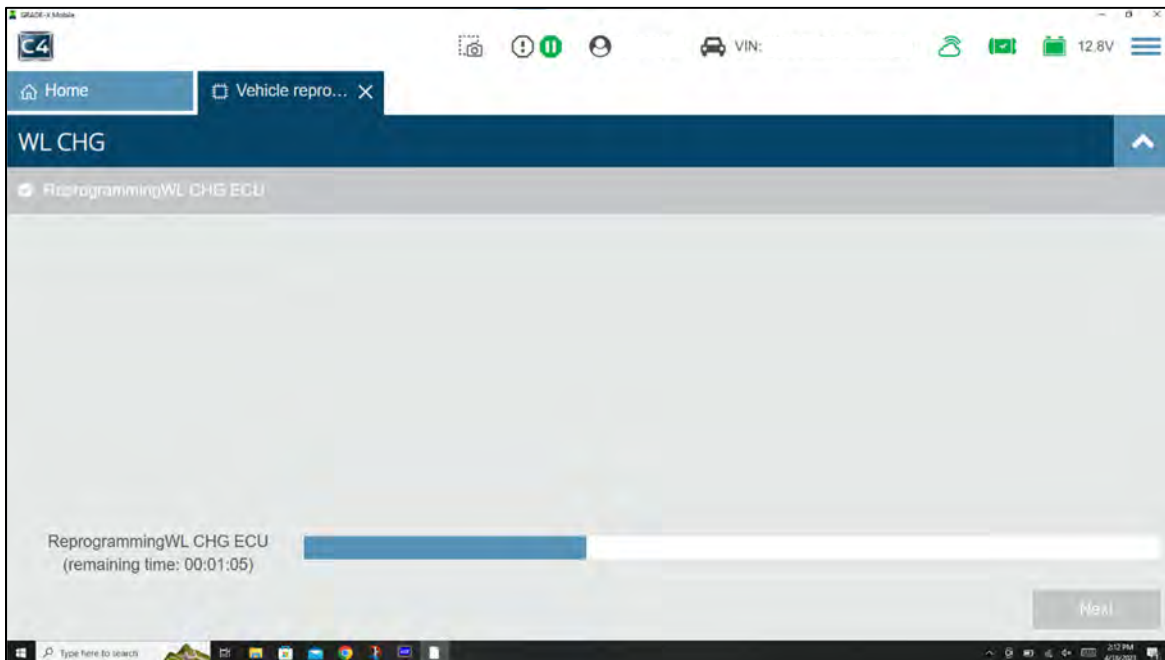 GRADE-X Mobile
C4
VIN:
12.8V
Home
Vehicle repro...
WL CHG
ReprogrammingWL CHG ECU
ReprogrammingWL CHG ECU
(remaining time: 00:01:05)
Next
Type here to search
2:12 PM